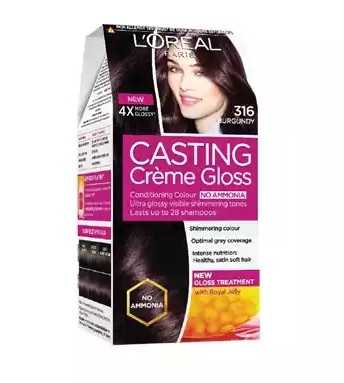 L'ORÉAL
PARIS
NEW
4X MORE
GLOSSY*
316
BURGUNDY
CASTING
Crème Gloss
Conditioning Colour NO AMMONIA
Ultra glossy visible shimmering tones
Lasts up to 28 shampoos
Shimmering colour
Optimal grey coverage
Intense nutrition:
Healthy, satin soft hair
NEW
GLOSS TREATMENT
with Royal Jelly
NO
AMMONIA